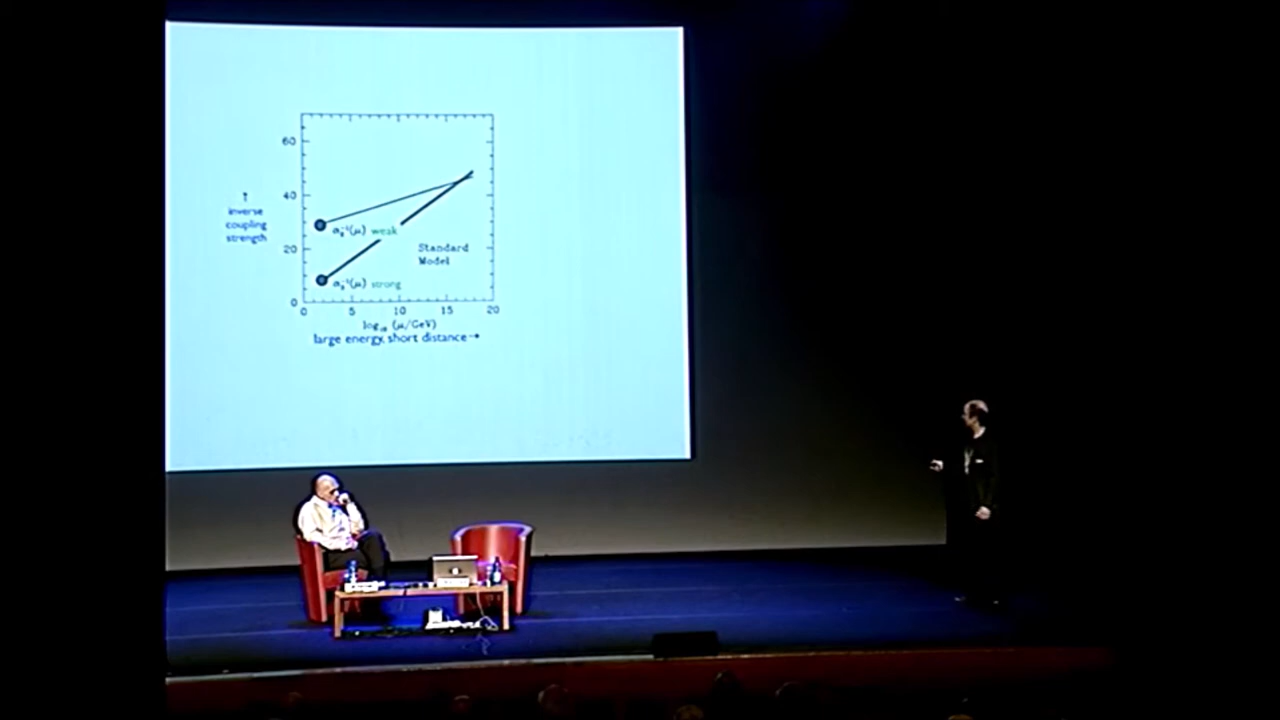 60
↑
inverse
coupling
strength
40
weak
20
Standard
Model
strong
0
0 5 10 15 20
log₁₀ (μ/GeV)
large energy, short distance→